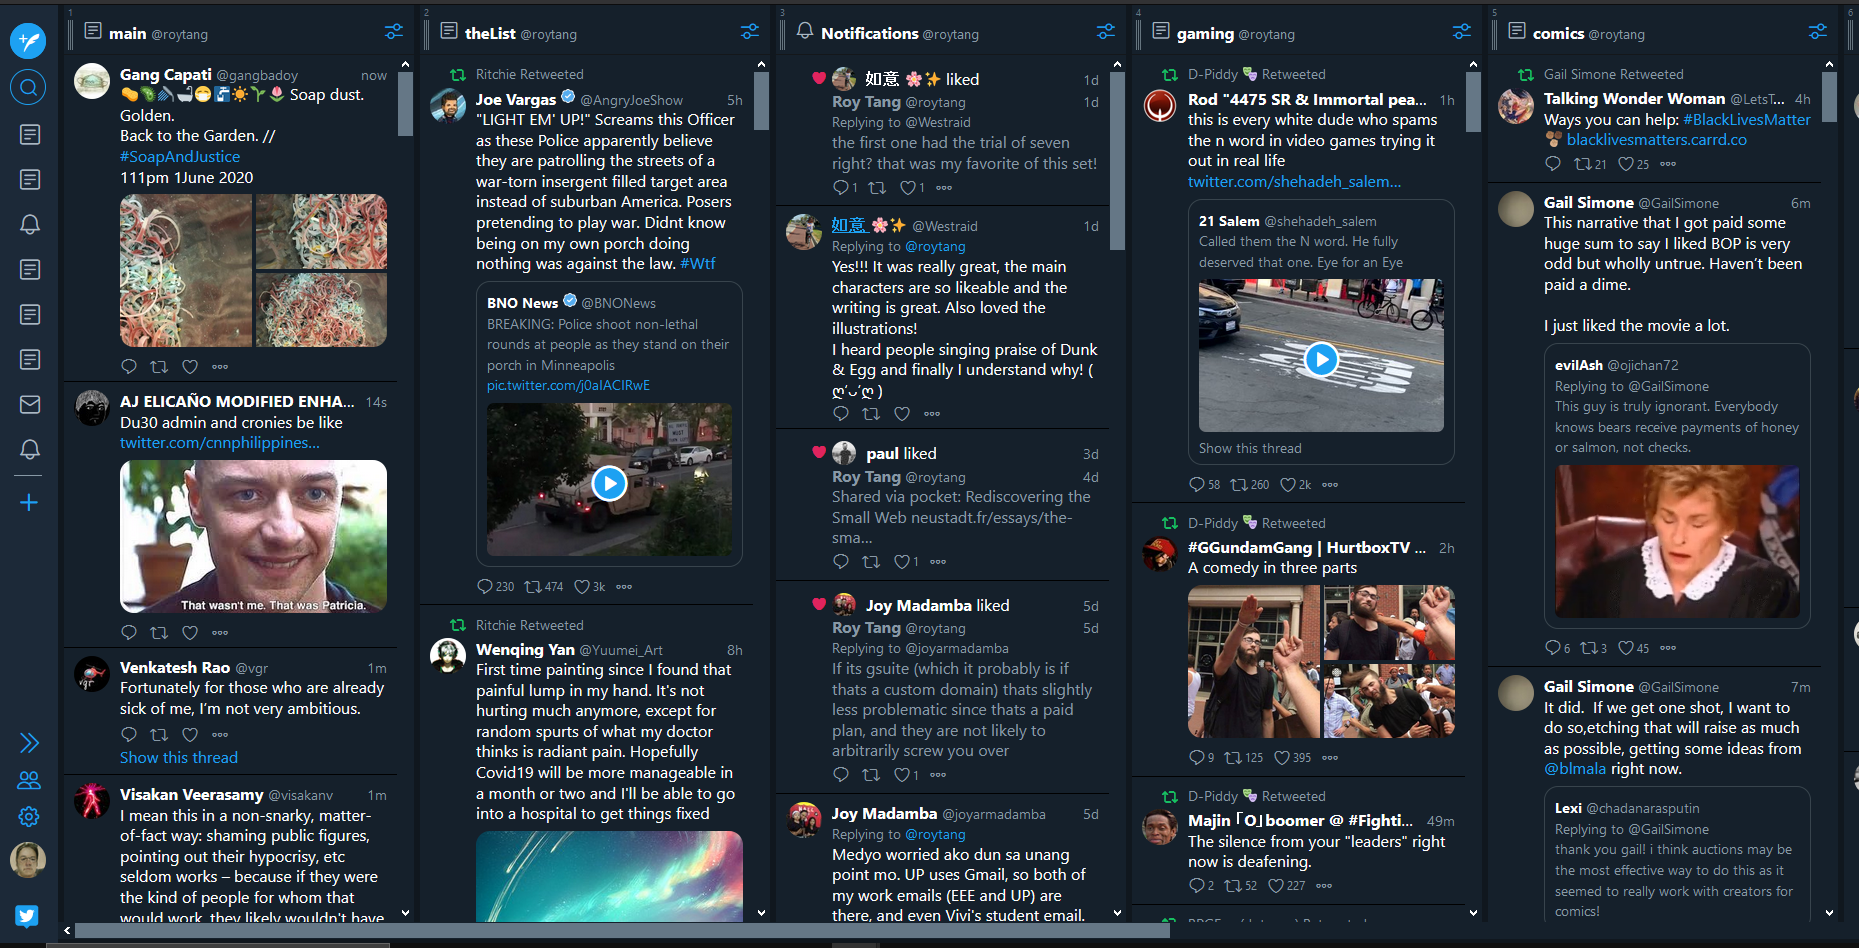 1
main @roytang
Gang Capati @gangbadoy now
🥭🥦🚿🛁😷🚰☀️🌱🌷 Soap dust.
Golden.
Back to the Garden. //
#SoapAndJustice
111pm 1June 2020
AJ ELICAÑO MODIFIED ENHA... 14s
Du30 admin and cronies be like
twitter.com/cnnphilippines...
That wasn't me. That was Patricia.
Venkatesh Rao @vgr 1m
Fortunately for those who are already
sick of me, I'm not very ambitious.
Show this thread
Visakan Veerasamy @visakanv 1m
I mean this in a non-snarky, matter-
of-fact way: shaming public figures,
pointing out their hypocrisy, etc
seldom works – because if they were
the kind of people for whom that
would work, they likely wouldn't have
2
theList @roytang
Ritchie Retweeted
Joe Vargas @AngryJoeShow 5h
"LIGHT EM' UP!" Screams this Officer
as these Police apparently believe
they are patrolling the streets of a
war-torn insergent filled target area
instead of suburban America. Posers
pretending to play war. Didnt know
being on my own porch doing
nothing was against the law. #Wtf
BNO News @BNONews
BREAKING: Police shoot non-lethal
rounds at people as they stand on their
porch in Minneapolis
pic.twitter.com/j0aIACIRwE
230 474 3k
Ritchie Retweeted
Wenqing Yan @Yuumei_Art 8h
First time painting since I found that
painful lump in my hand. It's not
hurting much anymore, except for
random spurts of what my doctor
thinks is radiant pain. Hopefully
Covid19 will be more manageable in
a month or two and I'll be able to go
into a hospital to get things fixed
3
Notifications @roytang
如意 🌸✨ liked 1d
Roy Tang @roytang 1d
Replying to @Westraid
the first one had the trial of seven
right? that was my favorite of this set!
1 1
如意 🌸✨ @Westraid 1d
Replying to @roytang
Yes!!! It was really great, the main
characters are so likeable and the
writing is great. Also loved the
illustrations!
I heard people singing praise of Dunk
& Egg and finally I understand why! (
ღ˘ᴗ˘ღ )
paul liked 3d
Roy Tang @roytang 4d
Shared via pocket: Rediscovering the
Small Web neustadt.fr/essays/the-
sma...
1
Joy Madamba liked 5d
Roy Tang @roytang 5d
Replying to @joyarmadamba
If its gsuite (which it probably is if
thats a custom domain) thats slightly
less problematic since thats a paid
plan, and they are not likely to
arbitrarily screw you over
1
Joy Madamba @joyarmadamba 5d
Replying to @roytang
Medyo worried ako dun sa unang
point mo. UP uses Gmail, so both of
my work emails (EEE and UP) are
there, and even Vivi's student email.
4
gaming @roytang
D-Piddy 🎭 Retweeted
Rod "4475 SR & Immortal pea... 1h
this is every white dude who spams
the n word in video games trying it
out in real life
twitter.com/shehadeh_salem...
21 Salem @shehadeh_salem
Called them the N word. He fully
deserved that one. Eye for an Eye
Show this thread
58 260 2k
D-Piddy 🎭 Retweeted
#GGundamGang | HurtboxTV ... 2h
A comedy in three parts
9 125 395
D-Piddy 🎭 Retweeted
Majin「O」boomer @ #Fighti... 49m
The silence from your "leaders" right
now is deafening.
2 52 227
5
comics @roytang
Gail Simone Retweeted
Talking Wonder Woman @LetsT... 4h
Ways you can help: #BlackLivesMatter
blacklivesmatters.carrd.co
21 25
Gail Simone @GailSimone 6m
This narrative that I got paid some
huge sum to say I liked BOP is very
odd but wholly untrue. Haven't been
paid a dime.
I just liked the movie a lot.
evilAsh @ojichan72
Replying to @GailSimone
This guy is truly ignorant. Everybody
knows bears receive payments of honey
or salmon, not checks.
6 3 45
Gail Simone @GailSimone 7m
It did.  If we get one shot, I want to
do so,etching that will raise as much
as possible, getting some ideas from
@blmala right now.
Lexi @chadanarasputin
Replying to @GailSimone
thank you gail! i think auctions may be
the most effective way to do this as it
seemed to really work with creators for
comics!
6